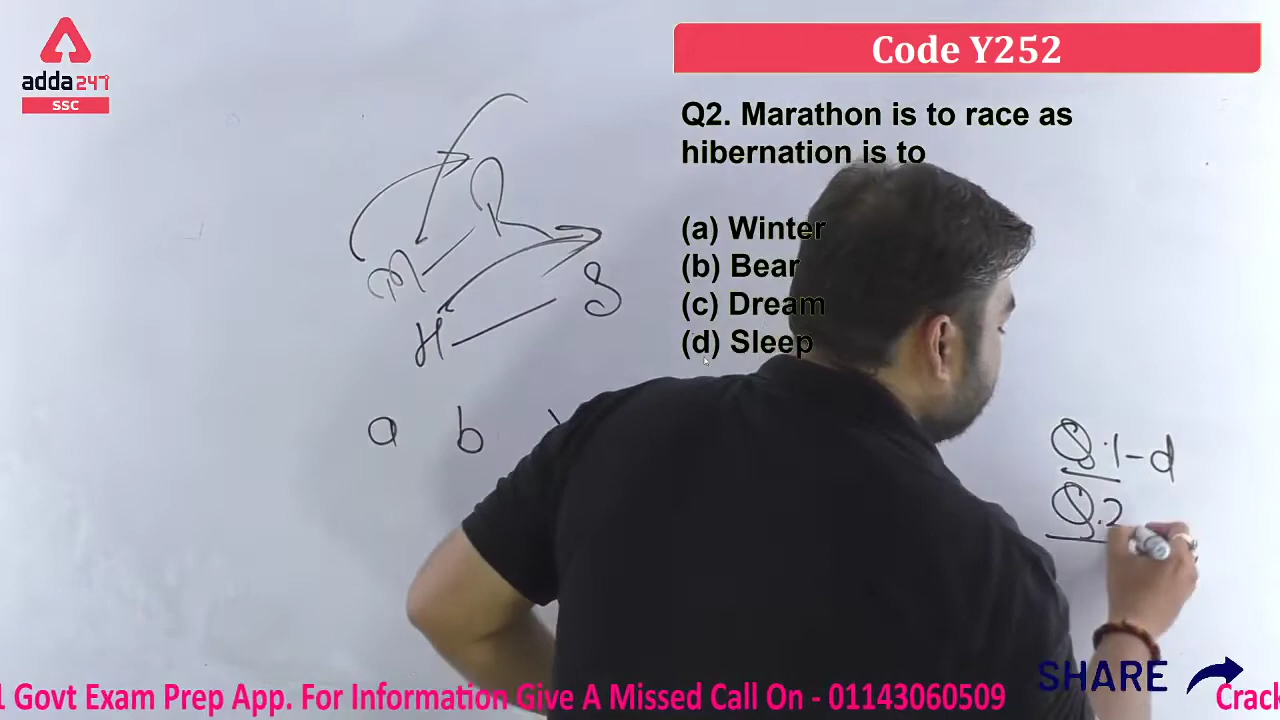 adda247
SSC
Code Y252
Q2. Marathon is to race as
hibernation is to
(a) Winter
(b) Bear
(c) Dream
(d) Sleep
M
R
H
S
a b
Q.1-d
Q.2
SHARE
1 Govt Exam Prep App. For Information Give A Missed Call On - 01143060509
Crack